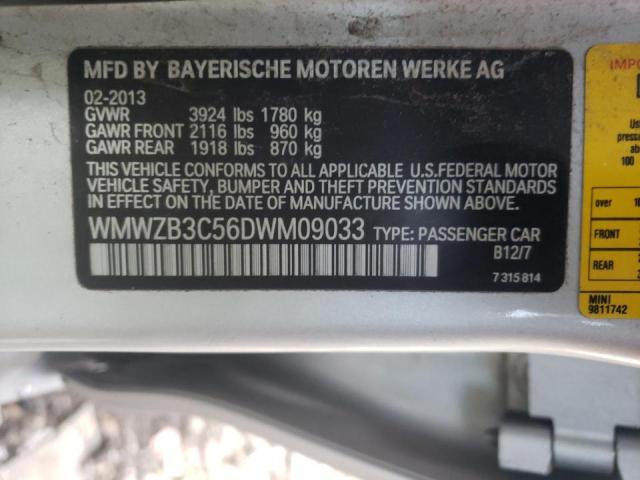 MFD BY BAYERISCHE MOTOREN WERKE AG
02-2013
GVWR 3924 lbs 1780 kg
GAWR FRONT 2116 lbs 960 kg
GAWR REAR 1918 lbs 870 kg
THIS VEHICLE CONFORMS TO ALL APPLICABLE U.S.FEDERAL MOTOR
VEHICLE SAFETY, BUMPER AND THEFT PREVENTION STANDARDS
IN EFFECT ON THE DATE OF MANUFACTURE SHOWN ABOVE.
WMWZB3C56DWM09033 TYPE: PASSENGER CAR
B12/7
7 315 814
Use
100
FRONT
REAR
MINI
9811742